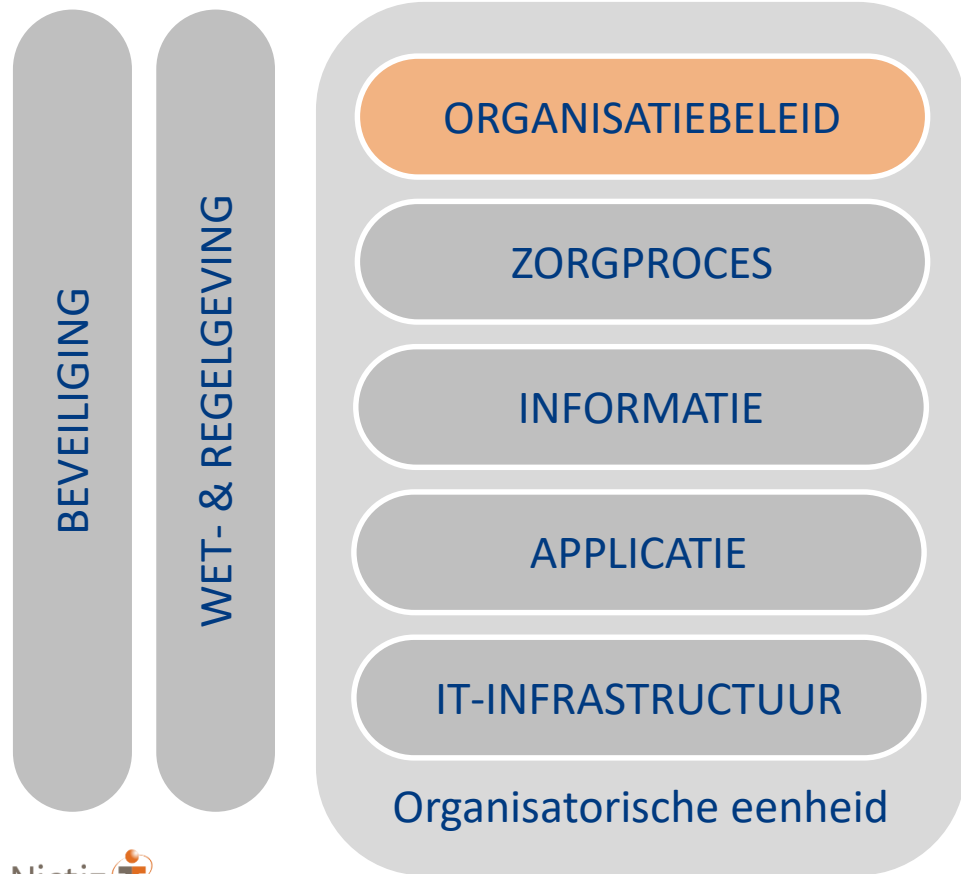 BEVEILIGING
WET- & REGELGEVING
ORGANISATIEBELEID
ZORGPROCES
INFORMATIE
APPLICATIE
IT-INFRASTRUCTUUR
Organisatorische eenheid